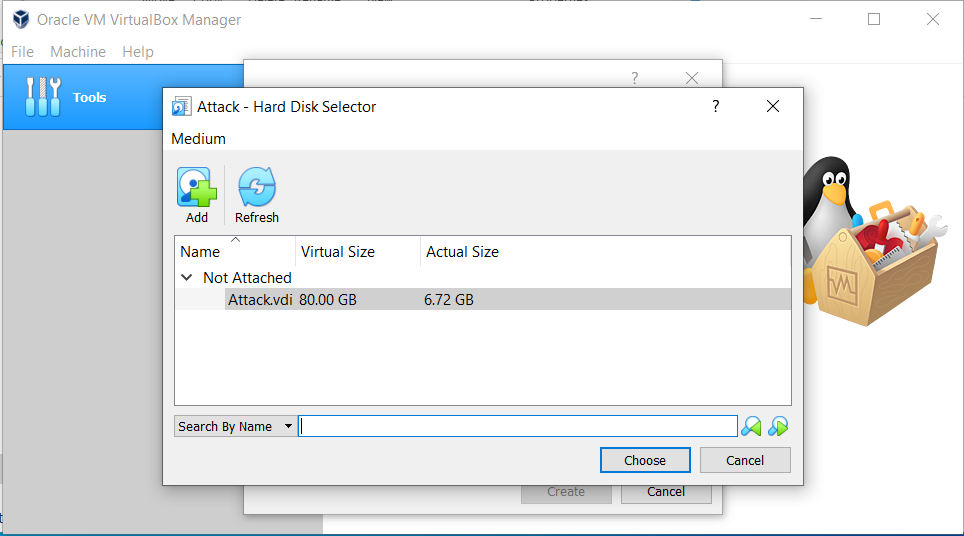 Oracle VM VirtualBox Manager
File Machine Help
?
Tools
Attack - Hard Disk Selector
?
Medium
Add
Refresh
Name Virtual Size Actual Size
Not Attached
Attack.vdi 80.00 GB 6.72 GB
Search By Name
Choose
Cancel
Create
Cancel